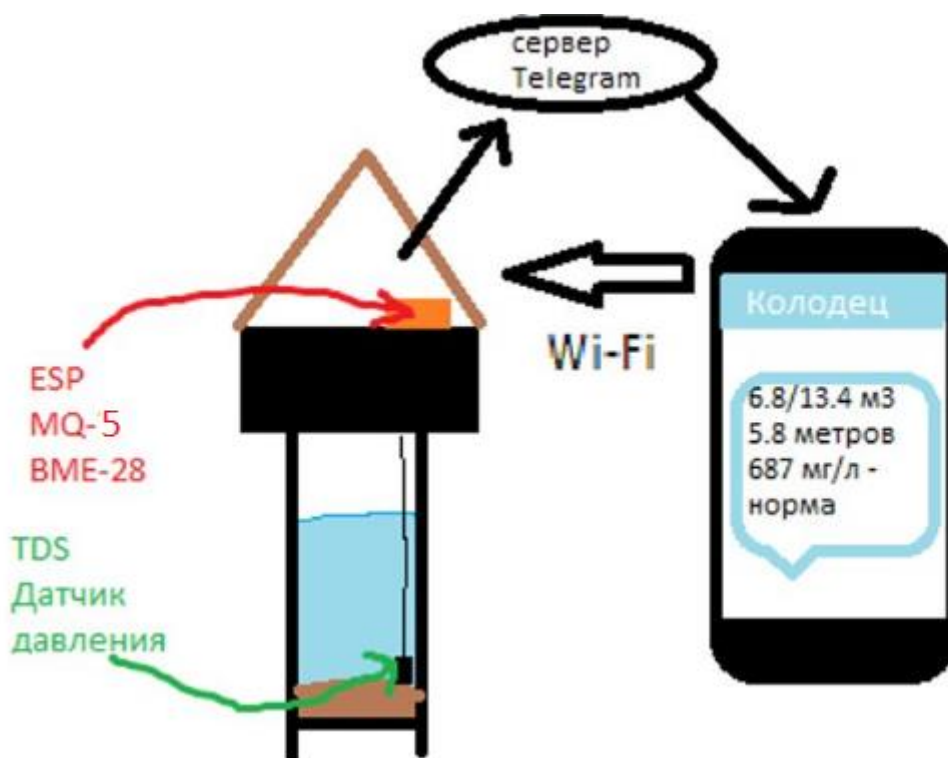 сервер
Telegram
Wi-Fi
Колодец
6.8/13.4 м3
5.8 метров
687 мг/л -
норма
ESP
MQ-5
BME-28
TDS
Датчик
давления